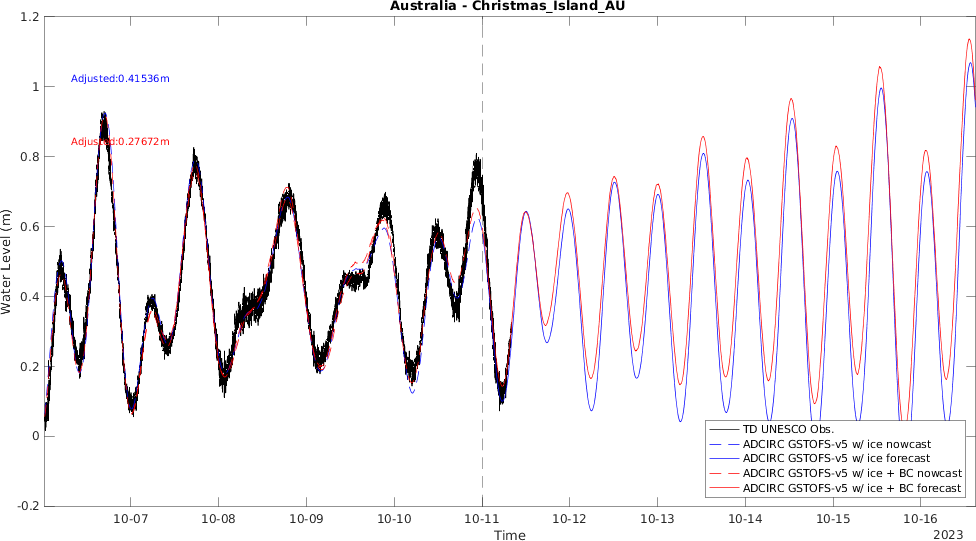 Australia - Christmas_Island_AU
1.2
1
0.8
0.6
0.4
0.2
0
-0.2
Water Level (m)
Adjusted:0.41536m
Adjusted:0.27672m
TD UNESCO Obs.
ADCIRC GSTOFS-v5 w/ ice nowcast
ADCIRC GSTOFS-v5 w/ ice forecast
ADCIRC GSTOFS-v5 w/ ice + BC nowcast
ADCIRC GSTOFS-v5 w/ ice + BC forecast
10-07
10-08
10-09
10-10
10-11
10-12
10-13
10-14
10-15
10-16
Time
2023